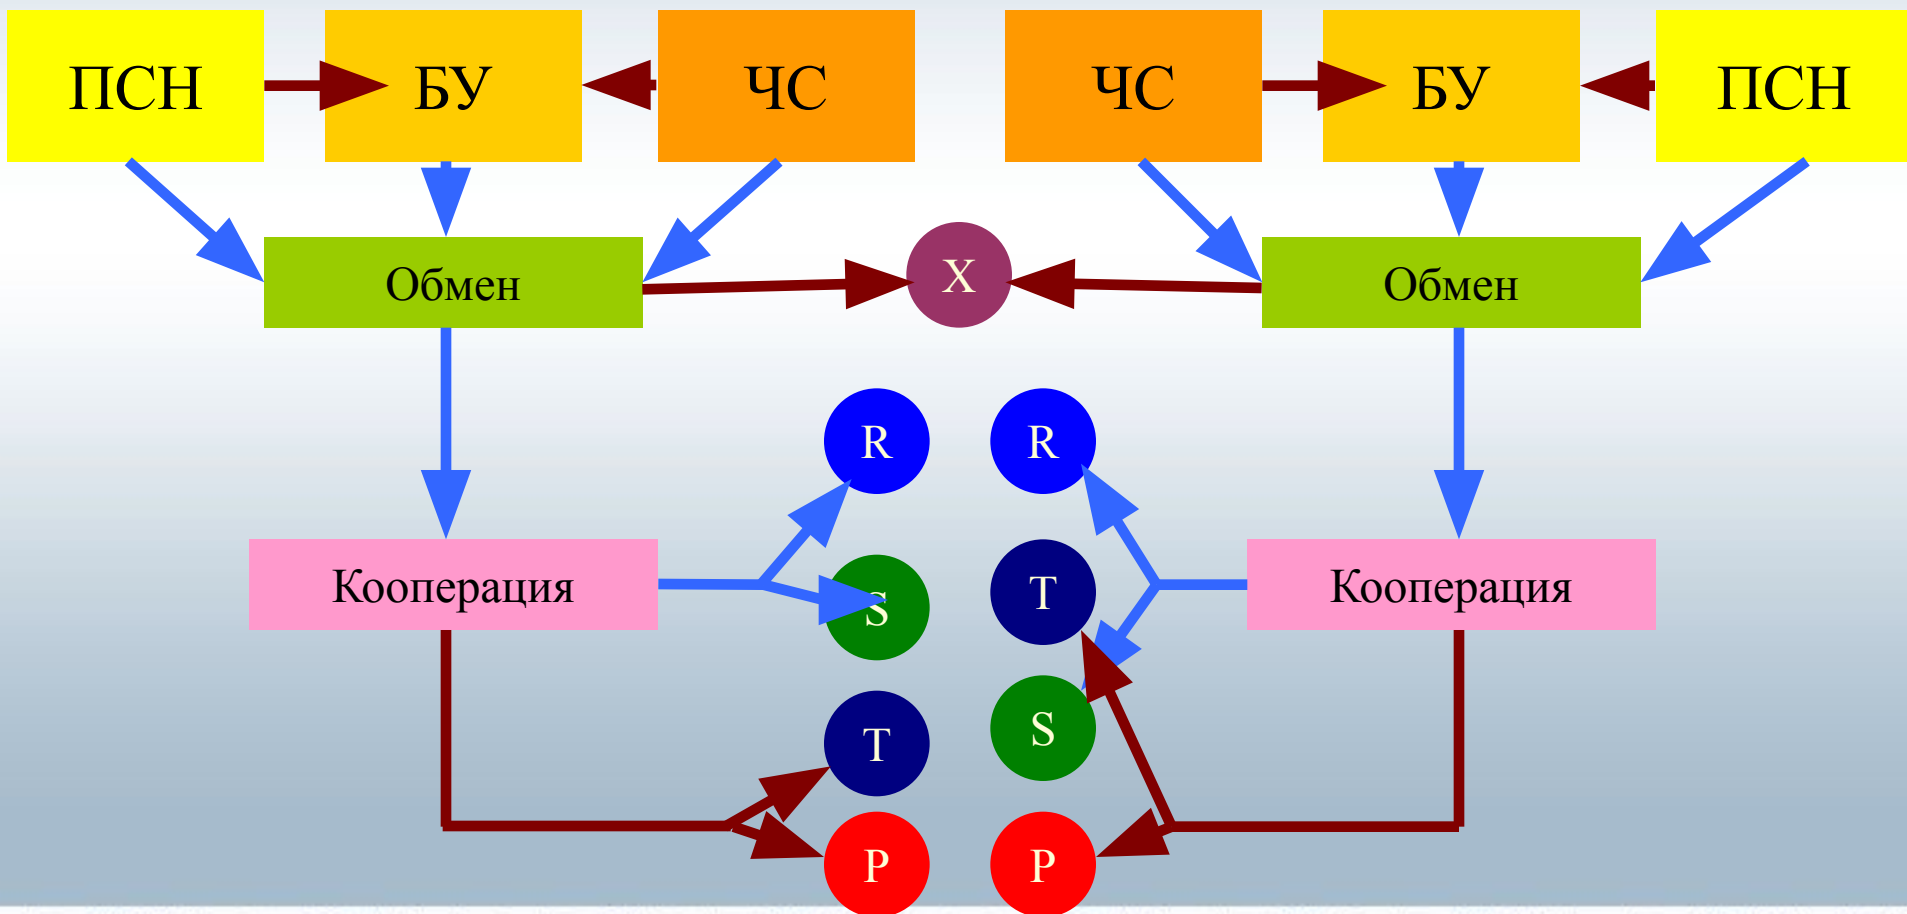 ПСН БУ ЧС ЧС БУ ПСН
Обмен X Обмен
R R
Кооперация S T Кооперация
T S
P P